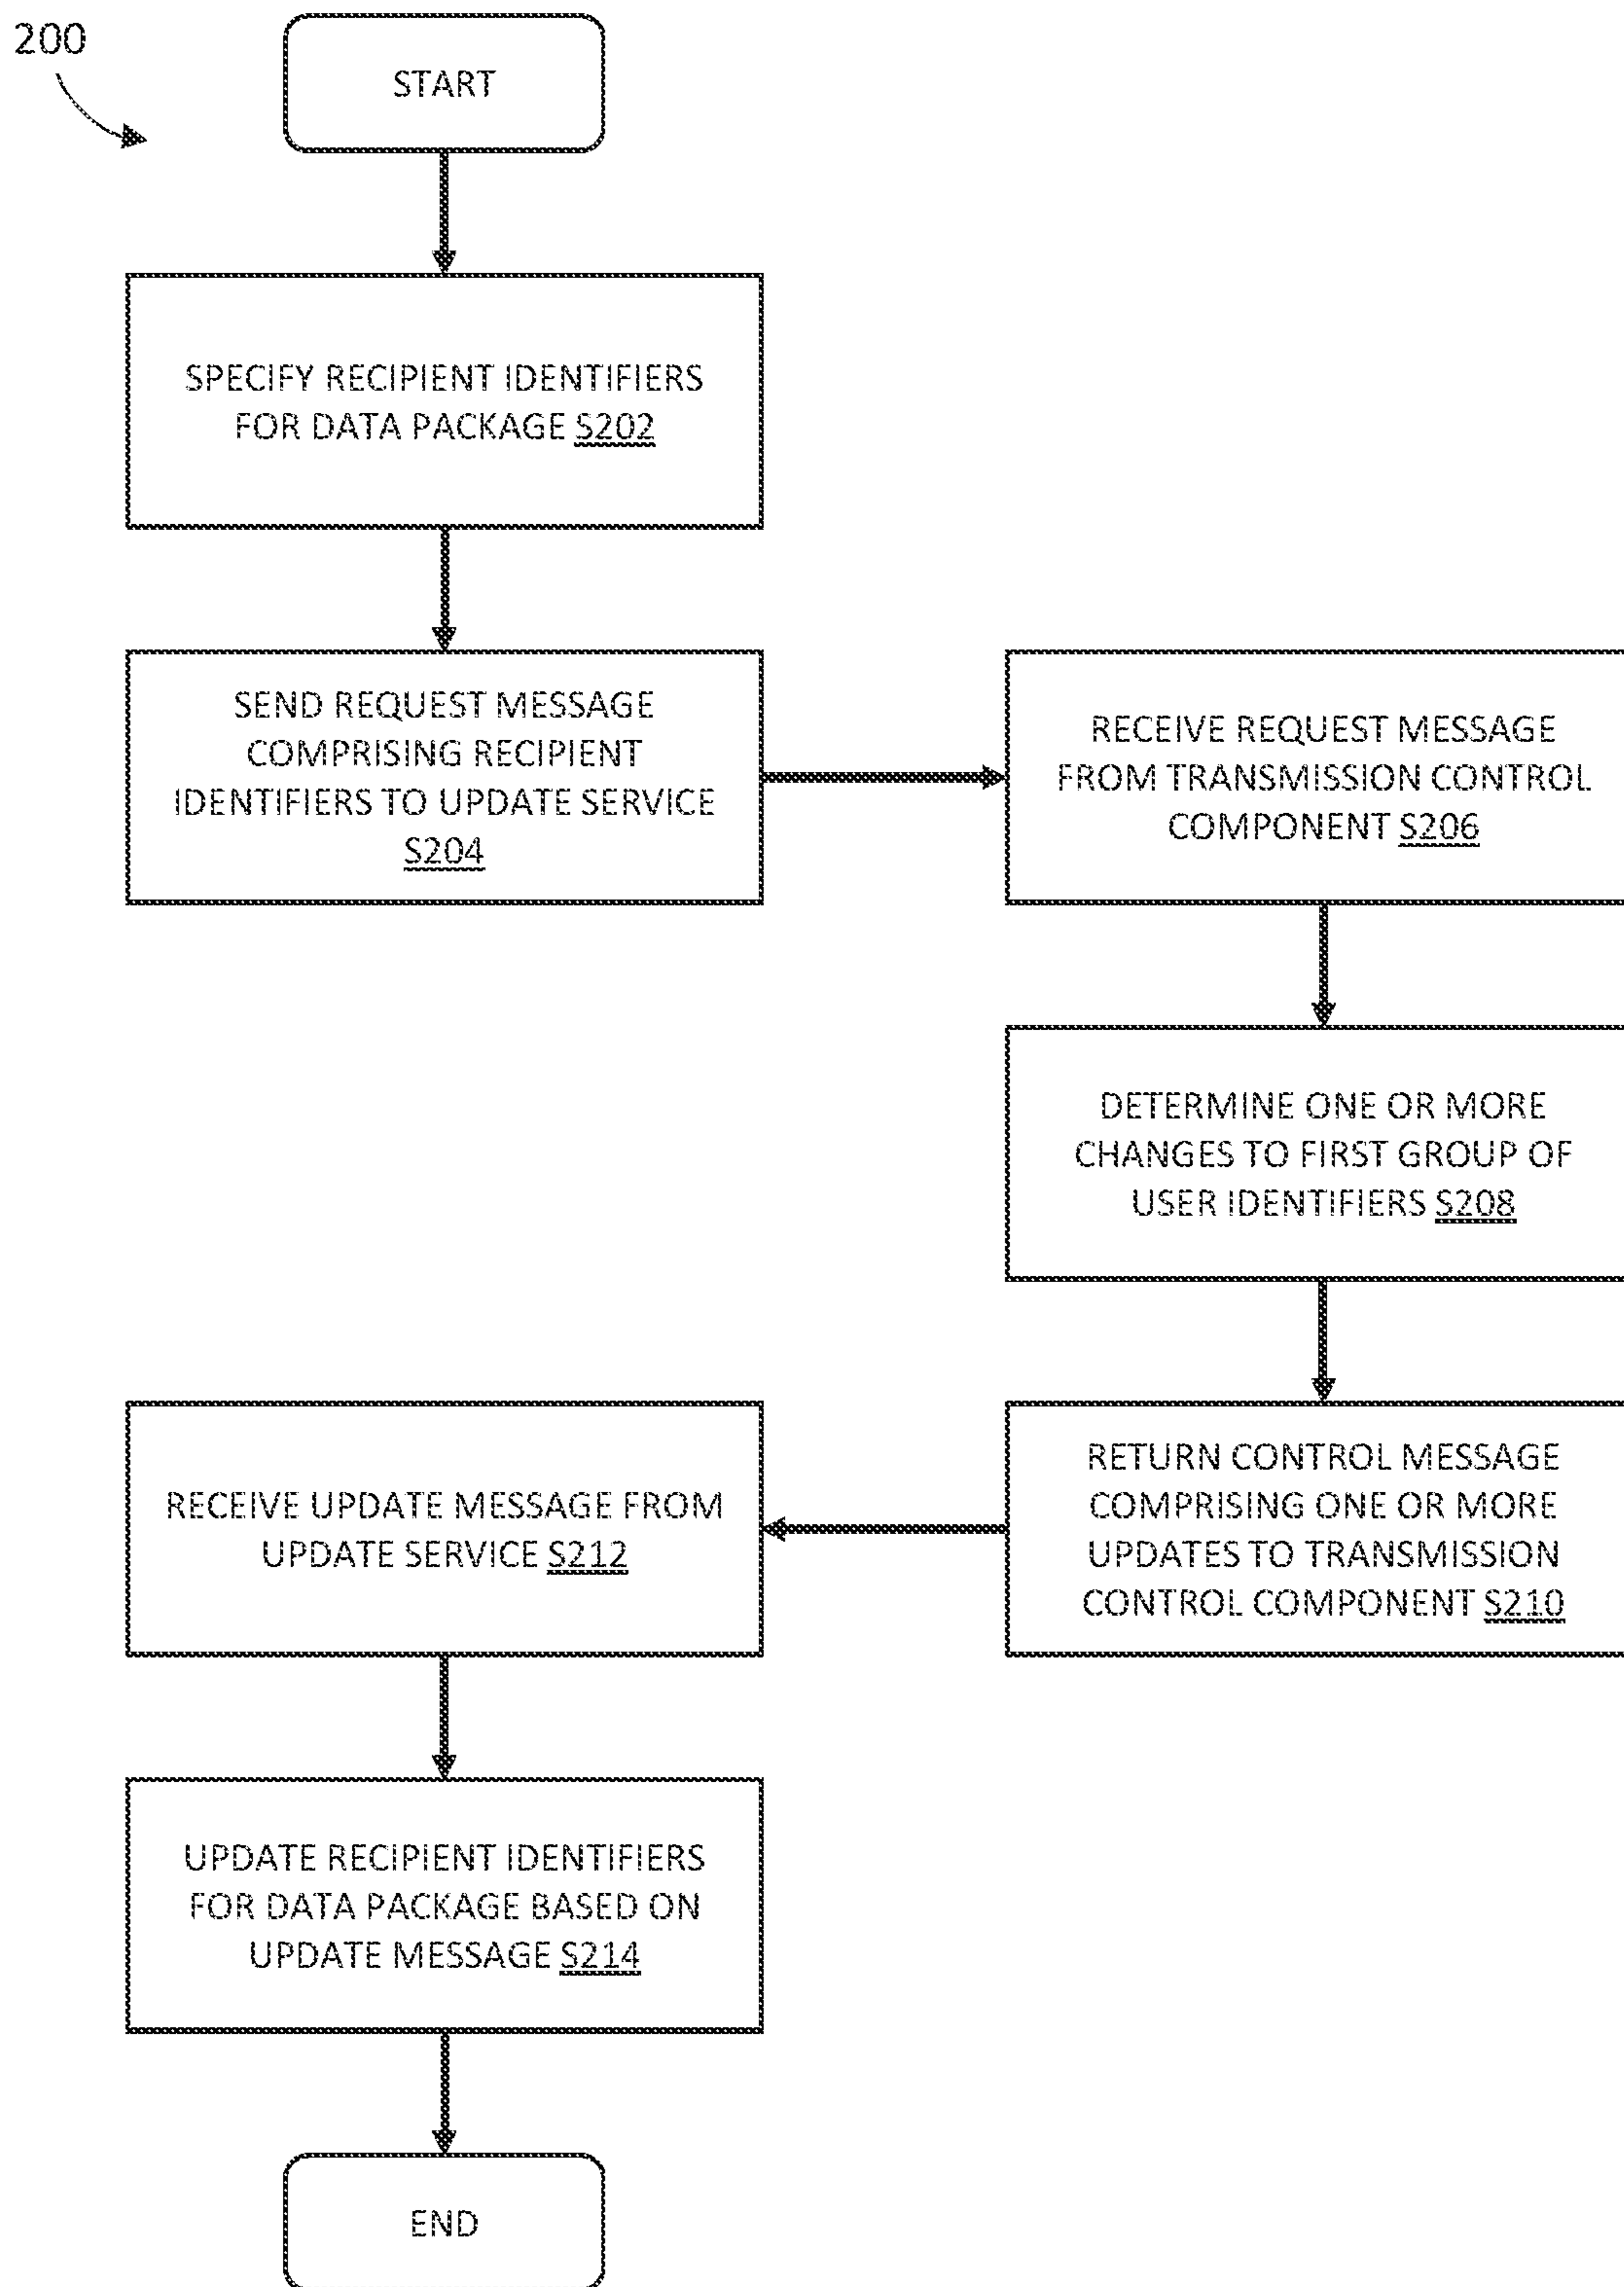 200
START
SPECIFY RECIPIENT IDENTIFIERS
FOR DATA PACKAGE S202
SEND REQUEST MESSAGE
COMPRISING RECIPIENT
IDENTIFIERS TO UPDATE SERVICE
S204
RECEIVE REQUEST MESSAGE
FROM TRANSMISSION CONTROL
COMPONENT S206
DETERMINE ONE OR MORE
CHANGES TO FIRST GROUP OF
USER IDENTIFIERS S208
RETURN CONTROL MESSAGE
COMPRISING ONE OR MORE
UPDATES TO TRANSMISSION
CONTROL COMPONENT S210
RECEIVE UPDATE MESSAGE FROM
UPDATE SERVICE S212
UPDATE RECIPIENT IDENTIFIERS
FOR DATA PACKAGE BASED ON
UPDATE MESSAGE S214
END